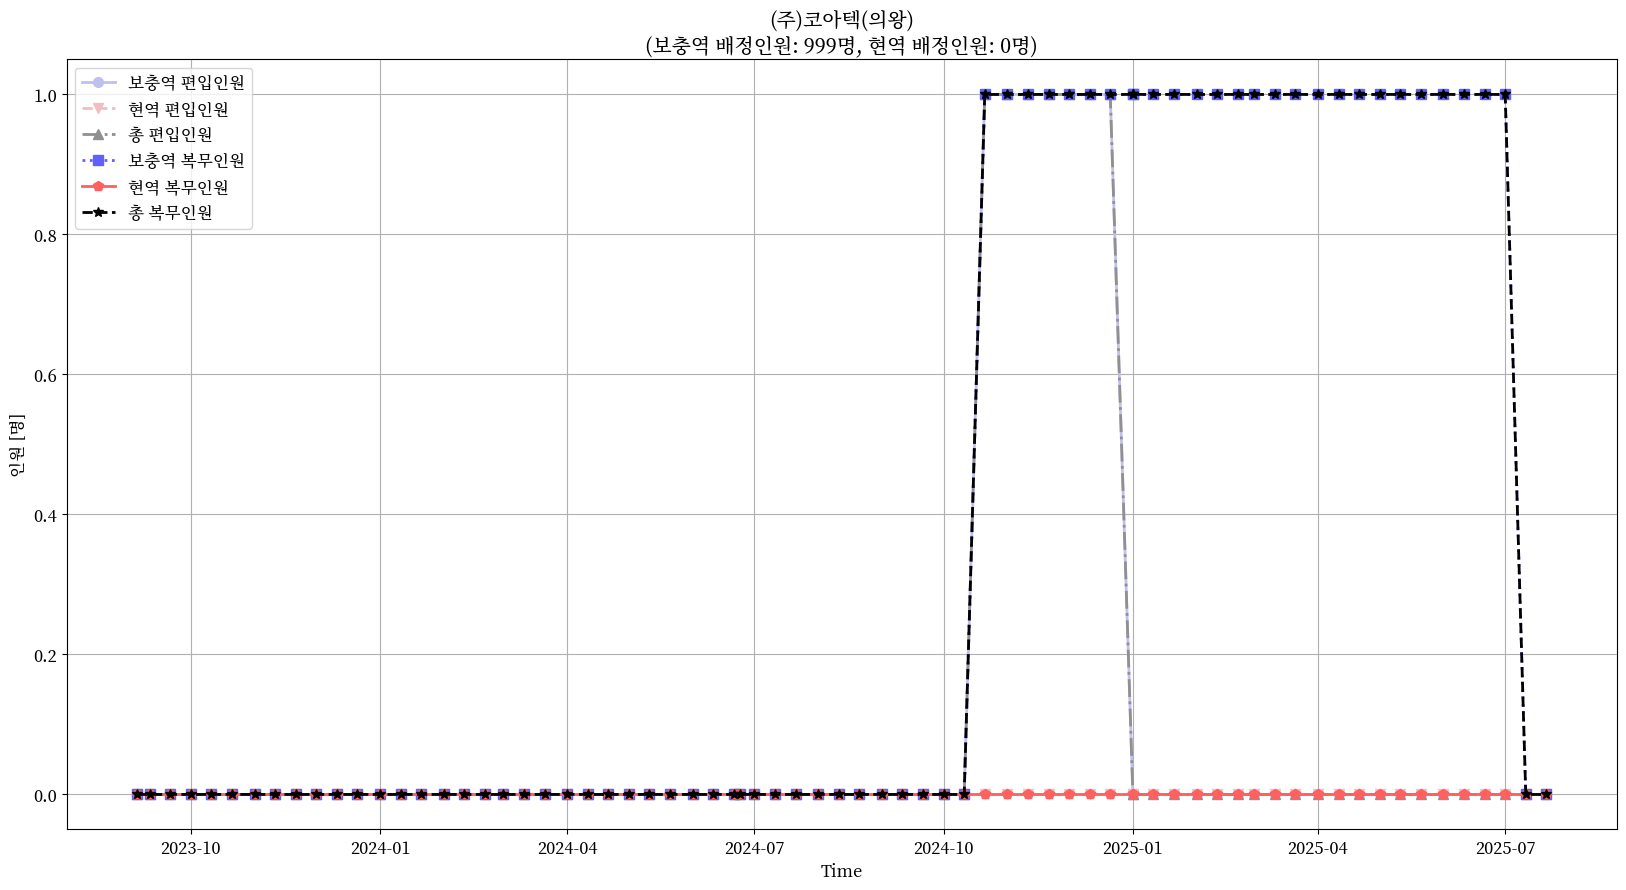 (주)코아텍(의왕)
(보충역 배정인원: 999명, 현역 배정인원: 0명)
보충역 편입인원
현역 편입인원
총 편입인원
보충역 복무인원
현역 복무인원
총 복무인원
인원 [명]
1.0
0.8
0.6
0.4
0.2
0.0
2023-10
2024-01
2024-04
2024-07
2024-10
2025-01
2025-04
2025-07
Time